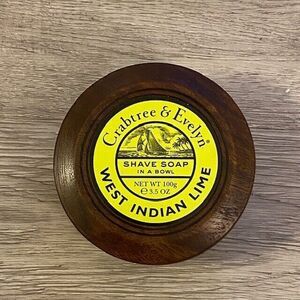 Crabtree & Evelyn®
SHAVE SOAP
IN A BOWL
NET WT 100g
℮ 3.5 OZ
WEST INDIAN LIME